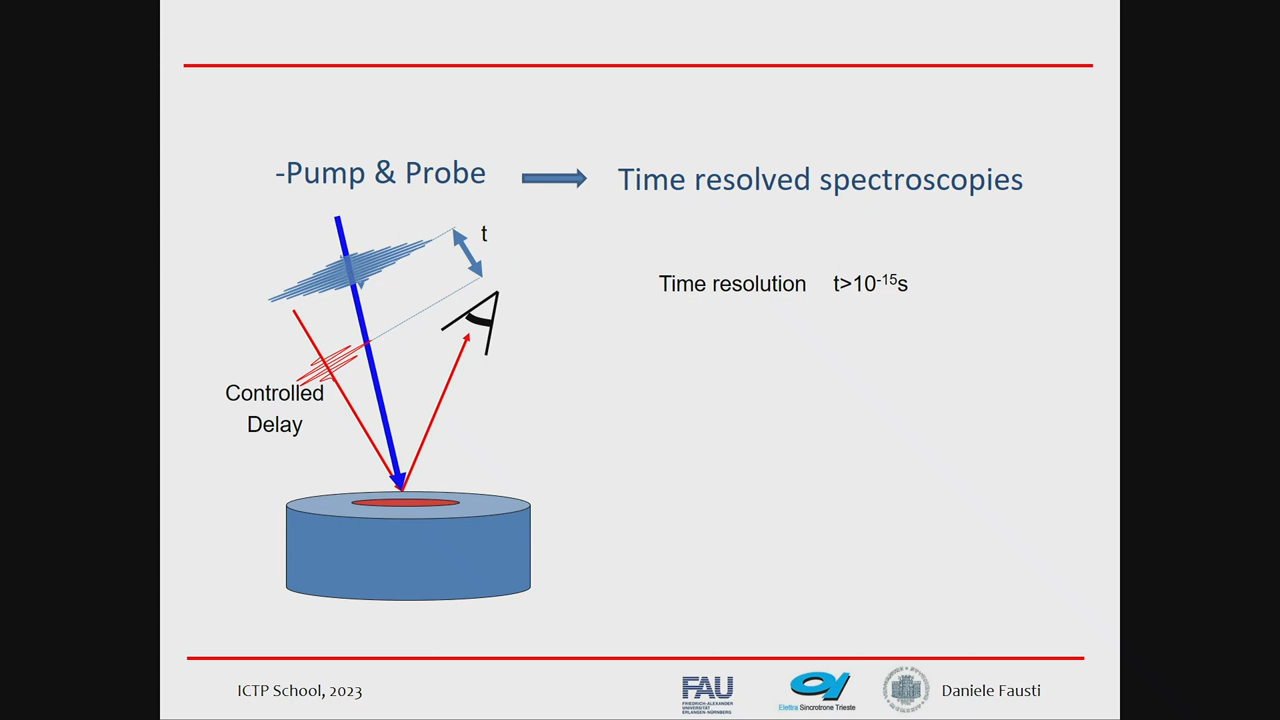 -Pump & Probe
Time resolved spectroscopies
t
Time resolution t>10⁻¹⁵s
Controlled
Delay
ICTP School, 2023
FAU
FRIEDRICH-ALEXANDER
UNIVERSITÄT
ERLANGEN-NÜRNBERG
Elettra Sincrotrone Trieste
Daniele Fausti